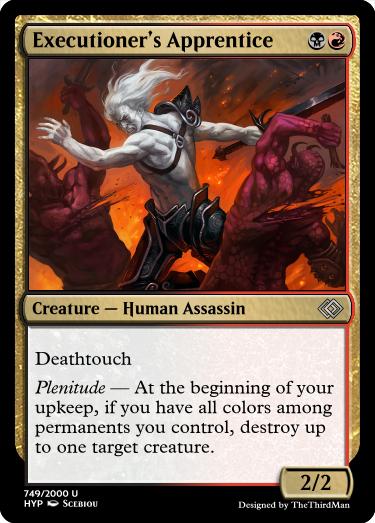 Executioner's Apprentice
Creature — Human Assassin
Deathtouch
Plenitude — At the beginning of your
upkeep, if you have all colors among
permanents you control, destroy up
to one target creature.
2/2
749/2000 U
HYP SCEBIOU
Designed by TheThirdMan